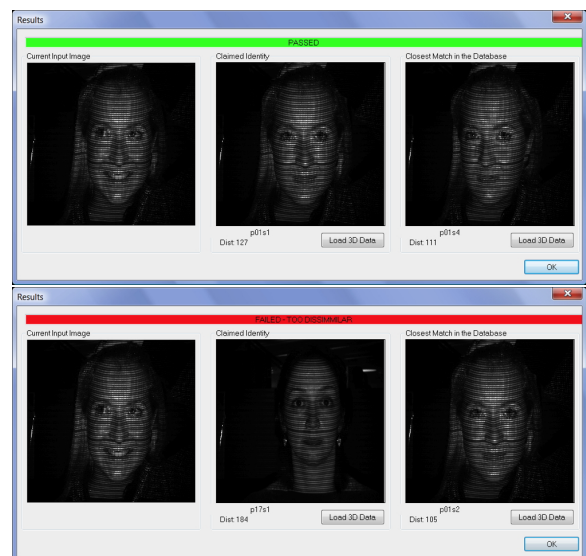 Results
PASSED
Current Input Image
Claimed Identity
Closest Match in the Database
p01s1
Dist: 127
Load 3D Data
p01s4
Dist: 111
Load 3D Data
OK
Results
FAILED - TOO DISSIMMILAR
Current Input Image
Claimed Identity
Closest Match in the Database
p17s1
Dist: 184
Load 3D Data
p01s2
Dist: 105
Load 3D Data
OK